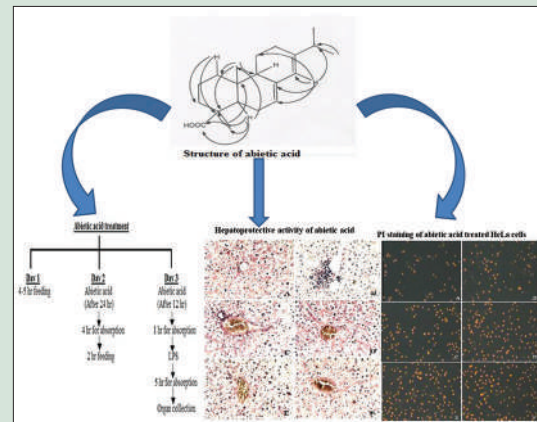 H
H
H
HOOC
H
Structure of abietic acid
Abietic acid treatment
Day 1
4-5 hr feeding
Day 2
Abietic acid
(After 24 hr)
4 hr for absorption
2 hr feeding
Day 3
Abietic acid
(After 12 hr)
1 hr for absorption
LPS
5 hr for absorption
Organ collection
Hepatoprotective activity of abietic acid
C
E
PI staining of abietic acid treated HeLa cells